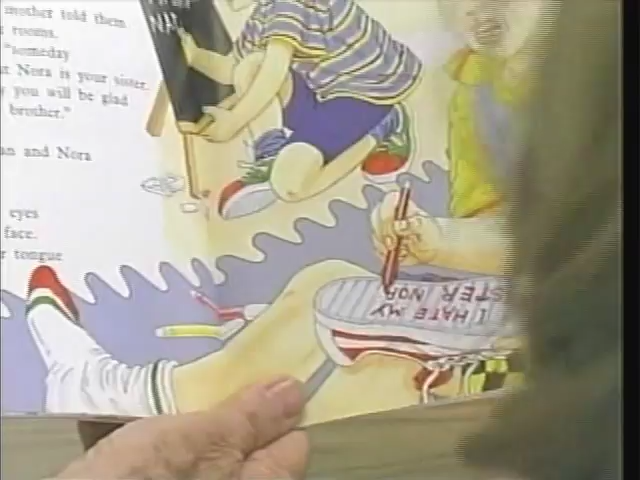 mother told them
rooms.
"someday
Nora is your sister.
you will be glad
brother."
and Nora
eyes
face.
tongue
I HATE MY
STER NOR